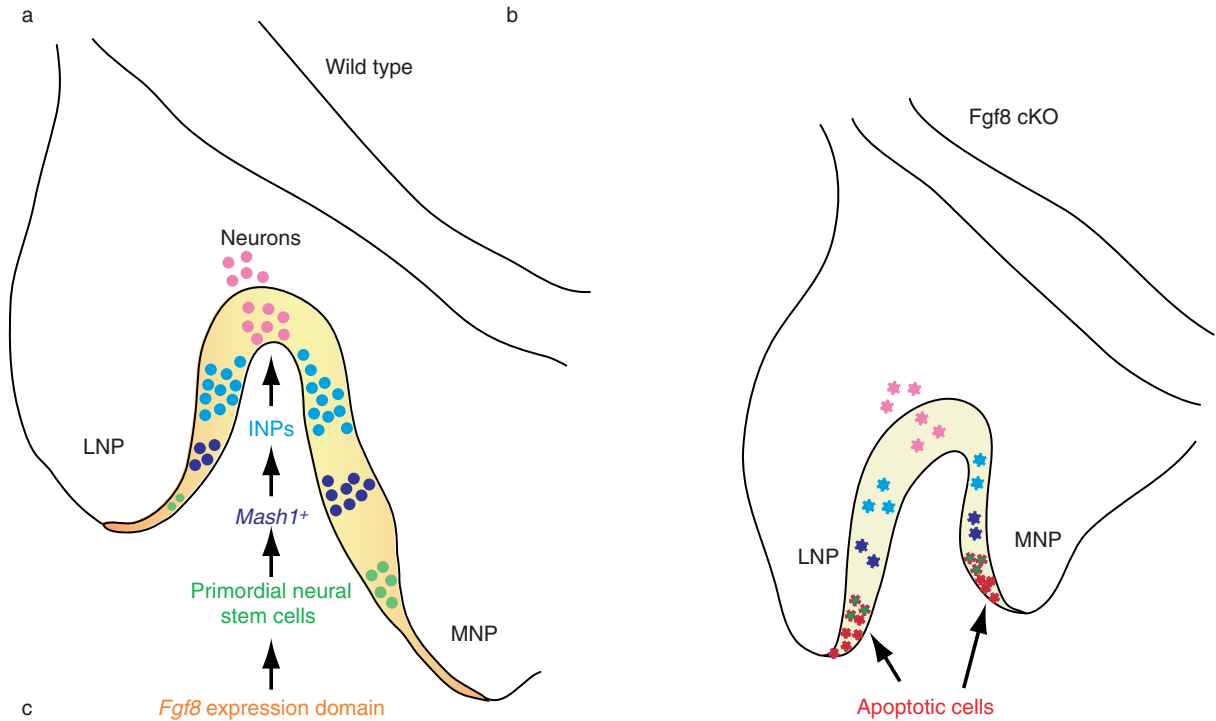 a
b
Wild type
Fgf8 cKO
Neurons
LNP
INPs
Mash1+
Primordial neural
stem cells
MNP
Fgf8 expression domain
LNP
MNP
Apoptotic cells
c